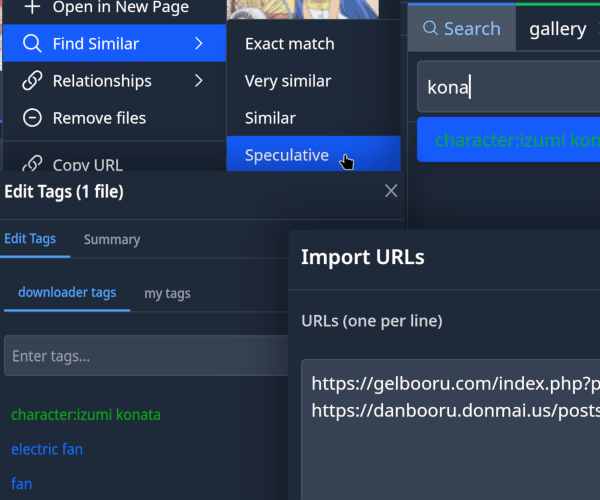 Open in New Page
Find Similar
Relationships
Remove files
Copy URL
Exact match
Very similar
Similar
Speculative
Search
gallery
kona
character:izumi kon
Edit Tags (1 file)
Edit Tags
Summary
downloader tags
my tags
Enter tags...
character:izumi konata
electric fan
fan
Import URLs
URLs (one per line)
https://gelbooru.com/index.php?p
https://danbooru.donmai.us/posts